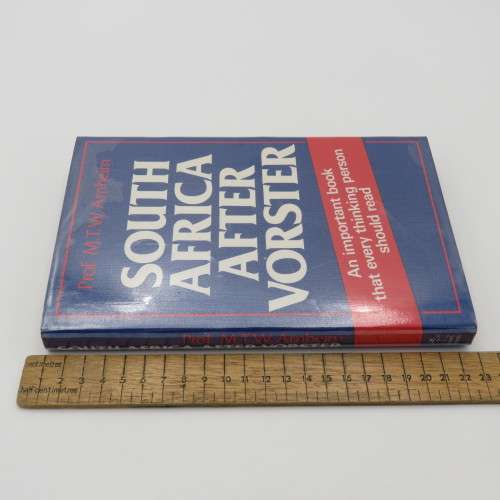 Prof. M.T.W. Arnheim
SOUTH
AFRICA
AFTER
VORSTER
An important book
that every thinking person
should read
Prof. M.T.W. Arnheim
centimetres
half centimetres
1 2 3 4 5 6 7 8 9 10 11 12 13 14 15 16 17 18 19 20 21 22 23